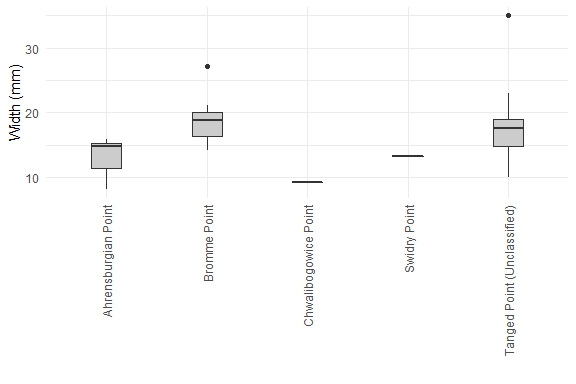 Width (mm)
30
20
10
Ahrensburgian Point
Bromme Point
Chwalibogowice Point
Swidry Point
Tanged Point (Unclassified)